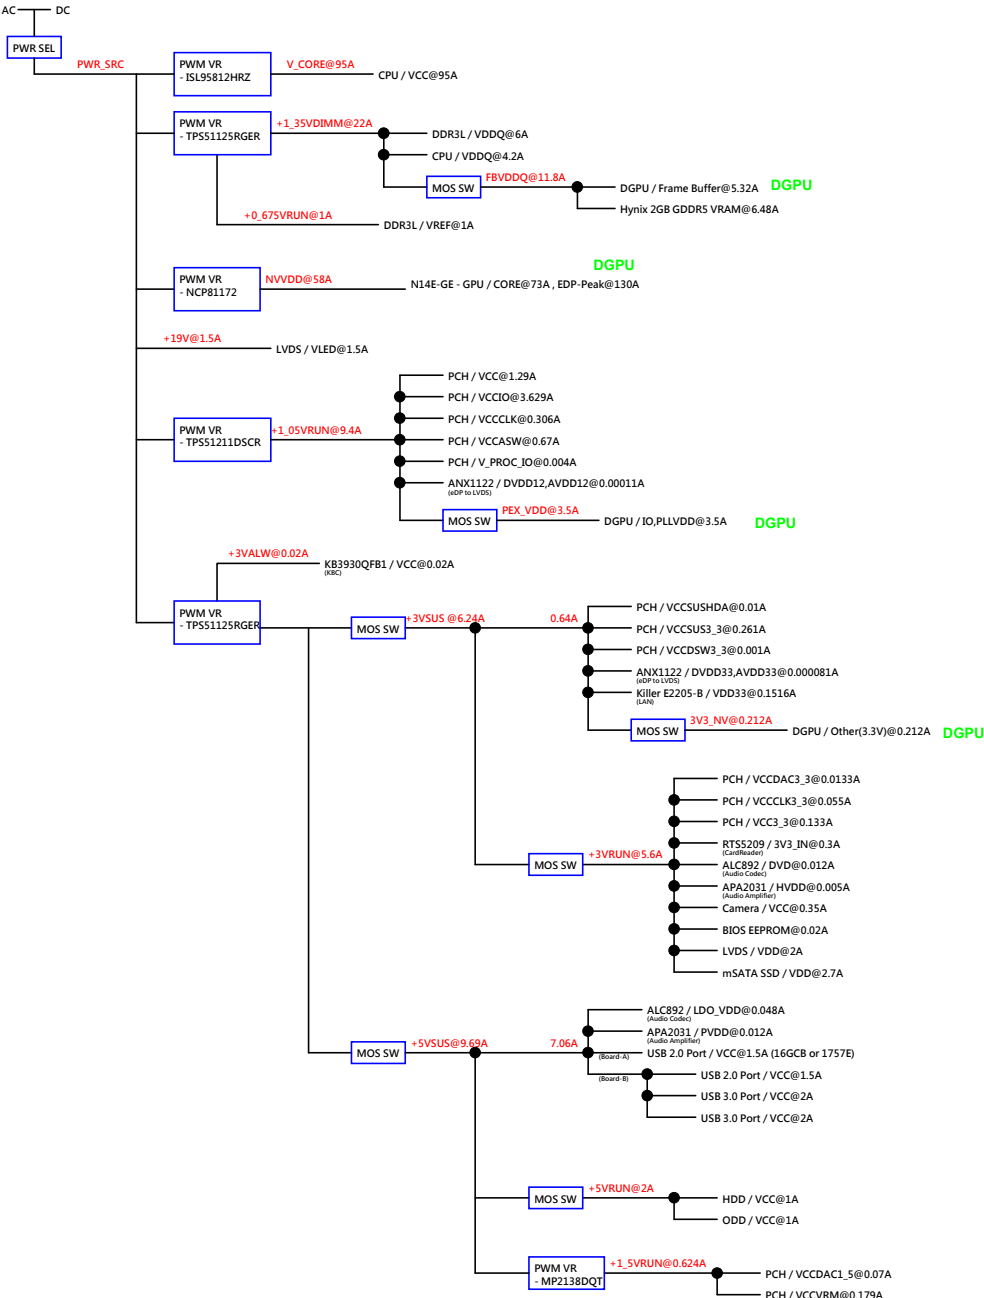 AC DC
PWR SEL
PWR_SRC
PWM VR
- ISL95812HRZ
V_CORE@95A
CPU / VCC@95A
PWM VR
- TPS51125RGER
+1_35VDIMM@22A
DDR3L / VDDQ@6A
CPU / VDDQ@4.2A
MOS SW
FBVDDQ@11.8A
DGPU / Frame Buffer@5.32A
DGPU
Hynix 2GB GDDR5 VRAM@6.48A
+0_675VRUN@1A
DDR3L / VREF@1A
DGPU
PWM VR
- NCP81172
NVVDD@58A
N14E-GE - GPU / CORE@73A , EDP-Peak@130A
+19V@1.5A
LVDS / VLED@1.5A
PWM VR
- TPS51211DSCR
+1_05VRUN@9.4A
PCH / VCC@1.29A
PCH / VCCIO@3.629A
PCH / VCCCLK@0.306A
PCH / VCCASW@0.67A
PCH / V_PROC_IO@0.004A
ANX1122 / DVDD12,AVDD12@0.00011A
(eDP to LVDS)
MOS SW
PEX_VDD@3.5A
DGPU / IO,PLLVDD@3.5A
DGPU
+3VALW@0.02A
KB3930QFB1 / VCC@0.02A
(KBC)
PWM VR
- TPS51125RGER
MOS SW
+3VSUS @6.24A
0.64A
PCH / VCCSUSHDA@0.01A
PCH / VCCSUS3_3@0.261A
PCH / VCCDSW3_3@0.001A
ANX1122 / DVDD33,AVDD33@0.000081A
(eDP to LVDS)
Killer E2205-B / VDD33@0.1516A
(LAN)
MOS SW
3V3_NV@0.212A
DGPU / Other(3.3V)@0.212A
DGPU
MOS SW
+3VRUN@5.6A
PCH / VCCDAC3_3@0.0133A
PCH / VCCCLK3_3@0.055A
PCH / VCC3_3@0.133A
RTS5209 / 3V3_IN@0.3A
(CardReader)
ALC892 / DVD@0.012A
(Audio Codec)
APA2031 / HVDD@0.005A
(Audio Amplifier)
Camera / VCC@0.35A
BIOS EEPROM@0.02A
LVDS / VDD@2A
mSATA SSD / VDD@2.7A
MOS SW
+5VSUS@9.69A
7.06A
ALC892 / LDO_VDD@0.048A
(Audio Codec)
APA2031 / PVDD@0.012A
(Audio Amplifier)
(Board-A)
USB 2.0 Port / VCC@1.5A (16GCB or 1757E)
(Board-B)
USB 2.0 Port / VCC@1.5A
USB 3.0 Port / VCC@2A
USB 3.0 Port / VCC@2A
MOS SW
+5VRUN@2A
HDD / VCC@1A
ODD / VCC@1A
PWM VR
- MP2138DQT
+1_5VRUN@0.624A
PCH / VCCDAC1_5@0.07A
PCH / VCCVRM@0.179A